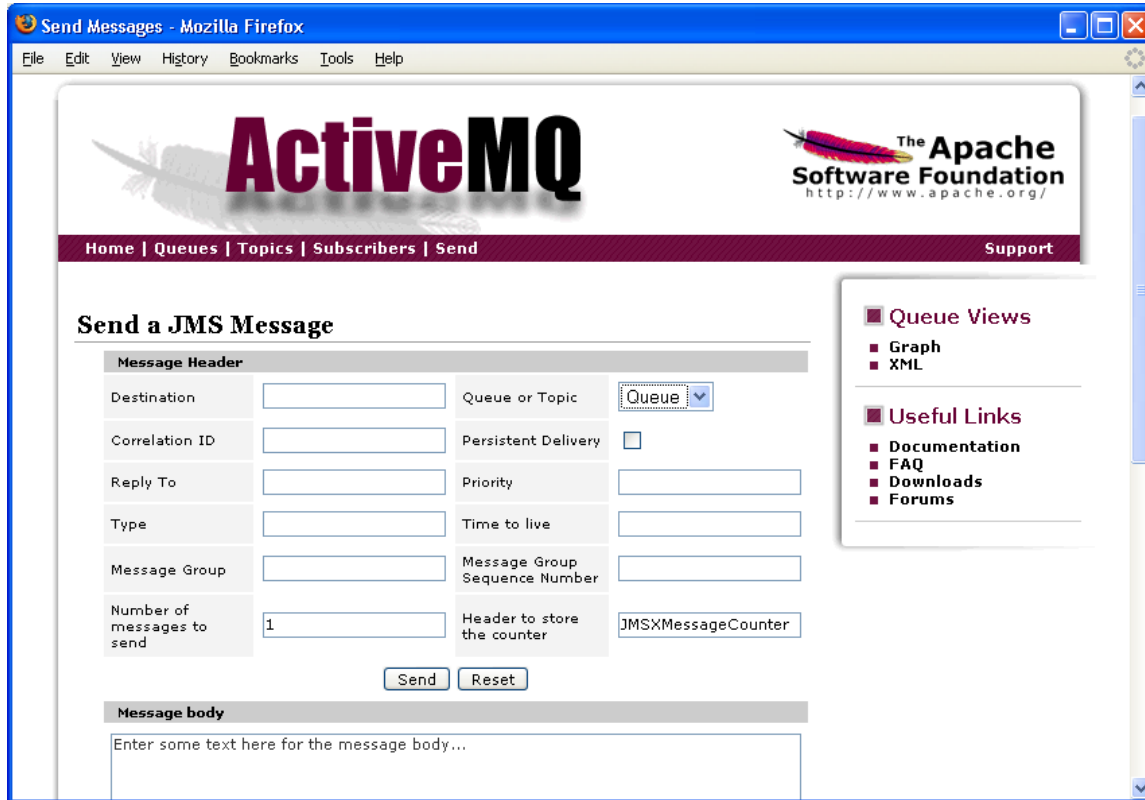 Send Messages - Mozilla Firefox
File Edit View History Bookmarks Tools Help
ActiveMQ
The Apache
Software Foundation
http://www.apache.org/
Home | Queues | Topics | Subscribers | Send
Support
Send a JMS Message
Message Header
Destination
Queue or Topic
Queue
Correlation ID
Persistent Delivery
Reply To
Priority
Type
Time to live
Message Group
Message Group
Sequence Number
Number of
messages to
send
1
Header to store
the counter
JMSXMessageCounter
Send
Reset
Message body
Enter some text here for the message body...
Queue Views
Graph
XML
Useful Links
Documentation
FAQ
Downloads
Forums